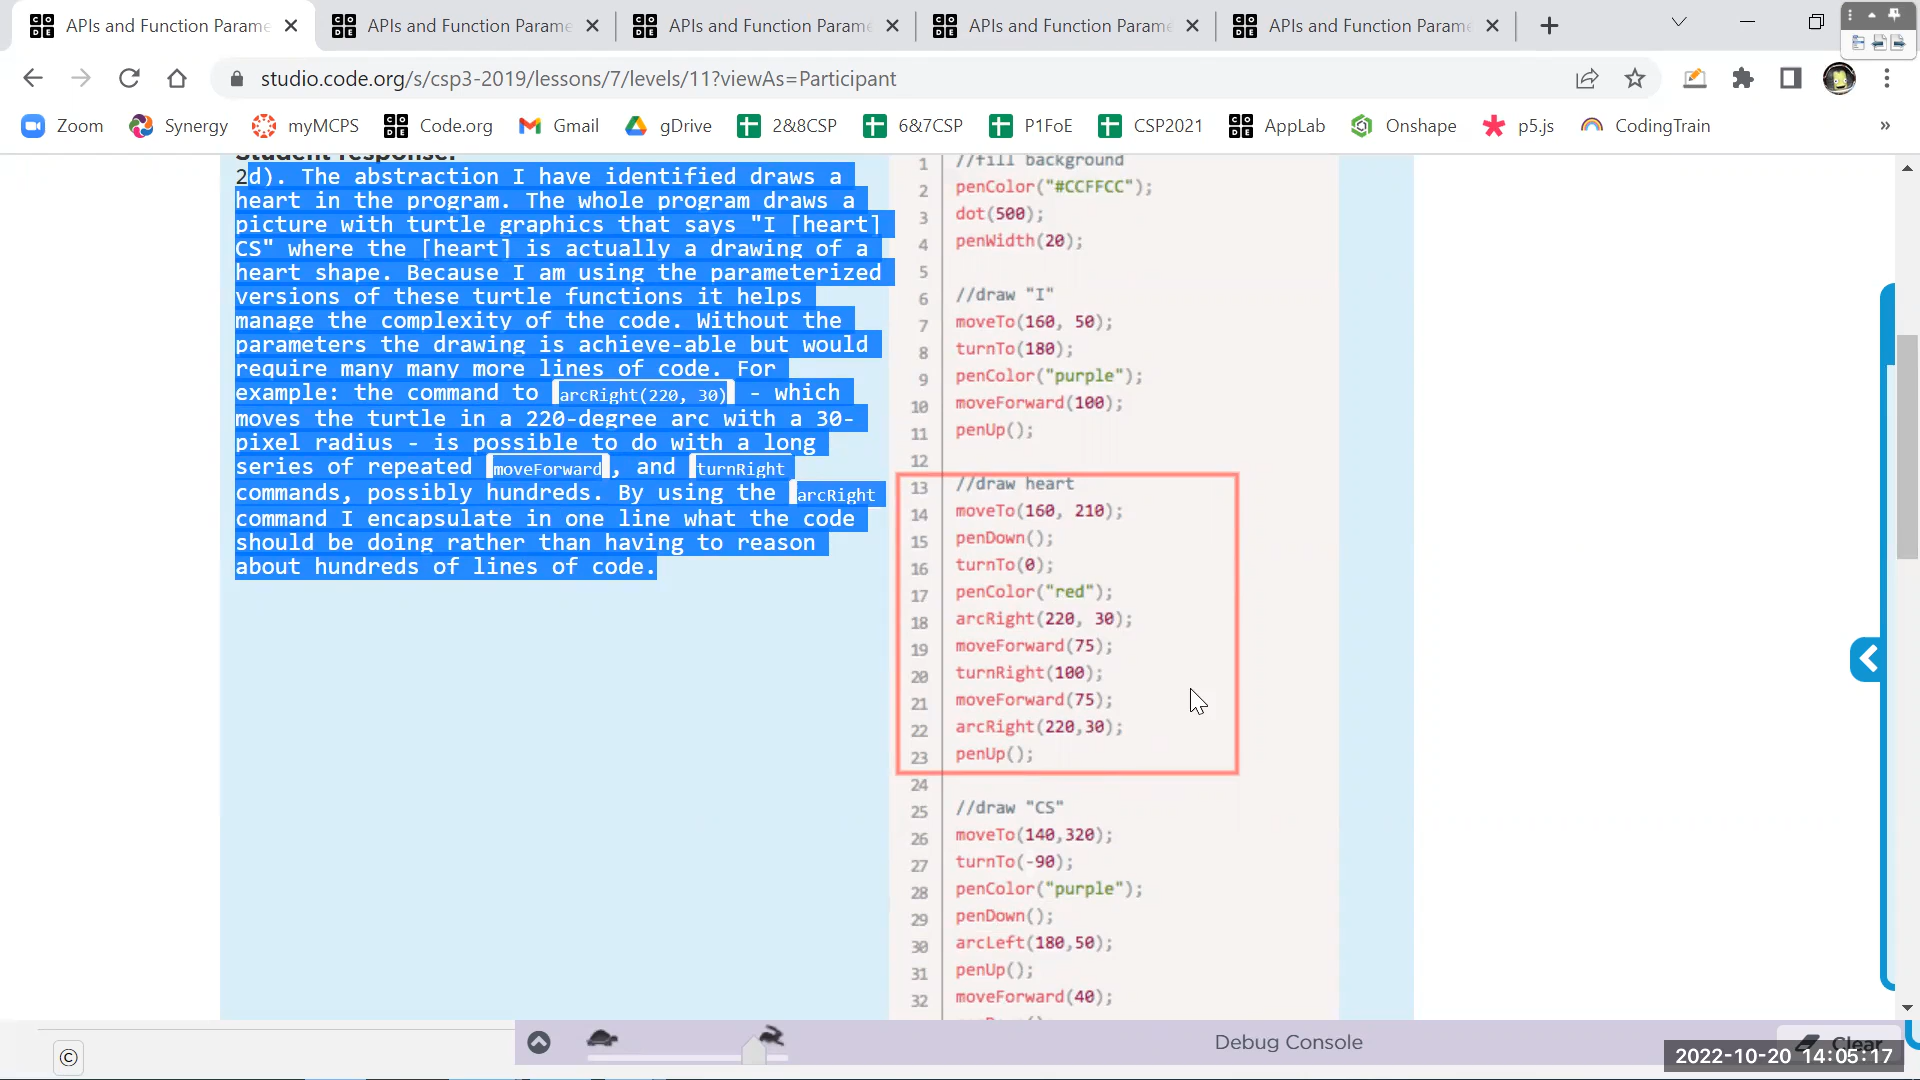 APIs and Function Parame
APIs and Function Parame
APIs and Function Parame
APIs and Function Parame
APIs and Function Parame
studio.code.org/s/csp3-2019/lessons/7/levels/11?viewAs=Participant
Zoom
Synergy
myMCPS
Code.org
Gmail
gDrive
2&8CSP
6&7CSP
P1FoE
CSP2021
AppLab
Onshape
p5.js
CodingTrain
»
Student response:
2d). The abstraction I have identified draws a
heart in the program. The whole program draws a
picture with turtle graphics that says "I [heart]
CS" where the [heart] is actually a drawing of a
heart shape. Because I am using the parameterized
versions of these turtle functions it helps
manage the complexity of the code. Without the
parameters the drawing is achieve-able but would
require many many more lines of code. For
example: the command to arcRight(220, 30) - which
moves the turtle in a 220-degree arc with a 30-
pixel radius - is possible to do with a long
series of repeated moveForward, and turnRight
commands, possibly hundreds. By using the arcRight
command I encapsulate in one line what the code
should be doing rather than having to reason
about hundreds of lines of code.
1 //fill background
2 penColor("#CCFFCC");
3 dot(500);
4 penWidth(20);
5
6 //draw "I"
7 moveTo(160, 50);
8 turnTo(180);
9 penColor("purple");
10 moveForward(100);
11 penUp();
12
13 //draw heart
14 moveTo(160, 210);
15 penDown();
16 turnTo(0);
17 penColor("red");
18 arcRight(220, 30);
19 moveForward(75);
20 turnRight(100);
21 moveForward(75);
22 arcRight(220,30);
23 penUp();
24
25 //draw "CS"
26 moveTo(140,320);
27 turnTo(-90);
28 penColor("purple");
29 penDown();
30 arcLeft(180,50);
31 penUp();
32 moveForward(40);
©
Debug Console
Clear
2022-10-20 14:05:17